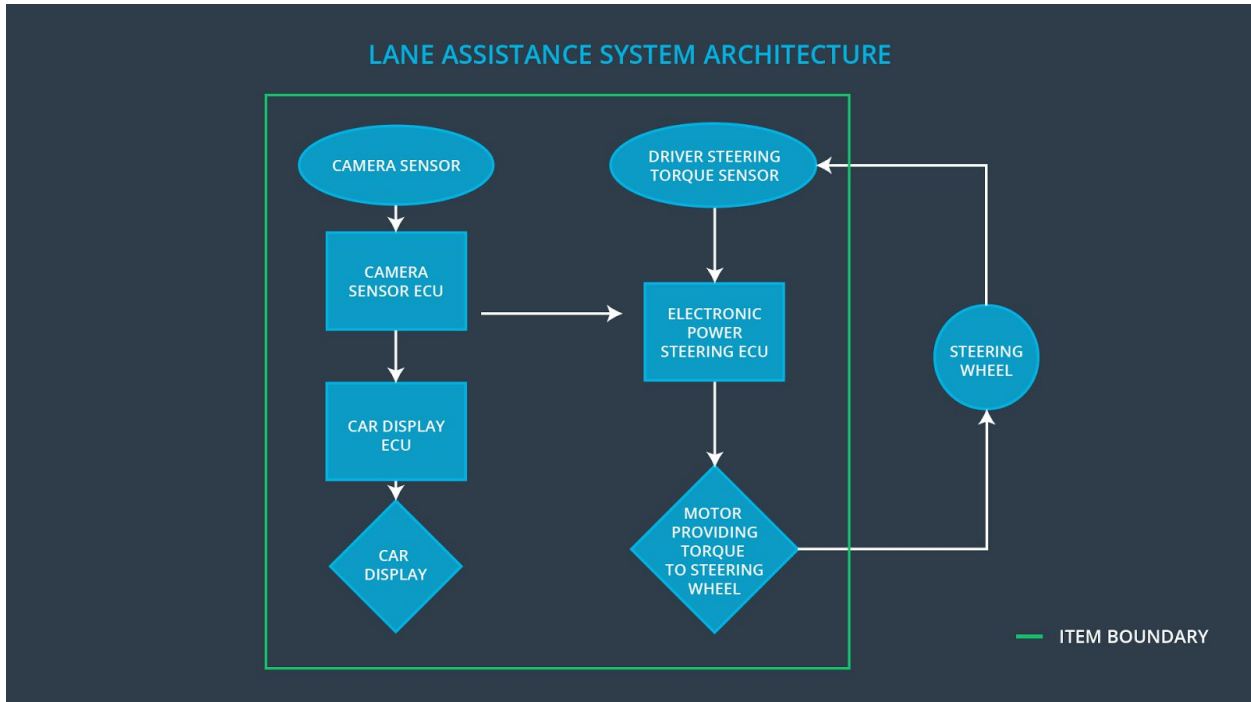 LANE ASSISTANCE SYSTEM ARCHITECTURE
CAMERA SENSOR
DRIVER STEERING
TORQUE SENSOR
CAMERA
SENSOR ECU
ELECTRONIC
POWER
STEERING ECU
STEERING
WHEEL
CAR DISPLAY
ECU
MOTOR
PROVIDING
TORQUE
TO STEERING
WHEEL
CAR
DISPLAY
ITEM BOUNDARY